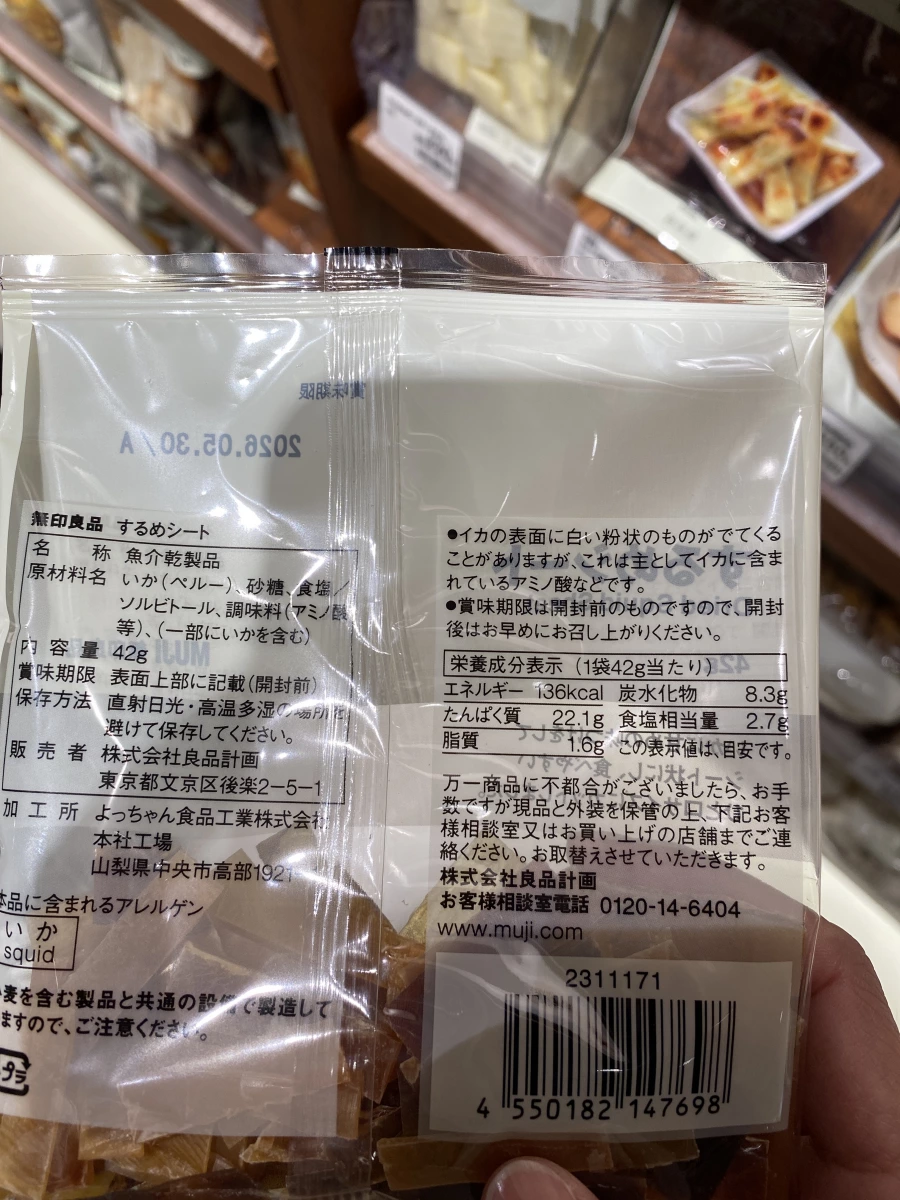 賞味期限
2026.05.30/A
無印良品 するめシート
名 称 魚介乾製品
原材料名 いか(ペルー)、砂糖、食塩/
ソルビトール、調味料(アミノ酸
等)、(一部にいかを含む)
内容量 42g
賞味期限 表面上部に記載(開封前)
保存方法 直射日光・高温多湿の場所を
避けて保存してください。
販売者 株式会社良品計画
東京都文京区後楽2-5-1
加工所 よっちゃん食品工業株式会社
本社工場
山梨県中央市高部1921
本品に含まれるアレルゲン
いか
squid
小麦を含む製品と共通の設備で製造して
ますので、ご注意ください。
プラ
●イカの表面に白い粉状のものがでてくる
ことがありますが、これは主としてイカに含ま
れているアミノ酸などです。
●賞味期限は開封前のものですので、開封
後はお早めにお召し上がりください。
栄養成分表示(1袋42g当たり)
エネルギー 136kcal 炭水化物 8.3g
たんぱく質 22.1g 食塩相当量 2.7g
脂質 1.6g この表示値は、目安です。
万一商品に不都合がございましたら、お手
数ですが現品と外装を保管の上、下記お客
様相談室又はお買い上げの店舗までご連
絡ください。お取替えさせていただきます。
株式会社良品計画
お客様相談室電話 0120-14-6404
www.muji.com
2311171
4 550182 147698